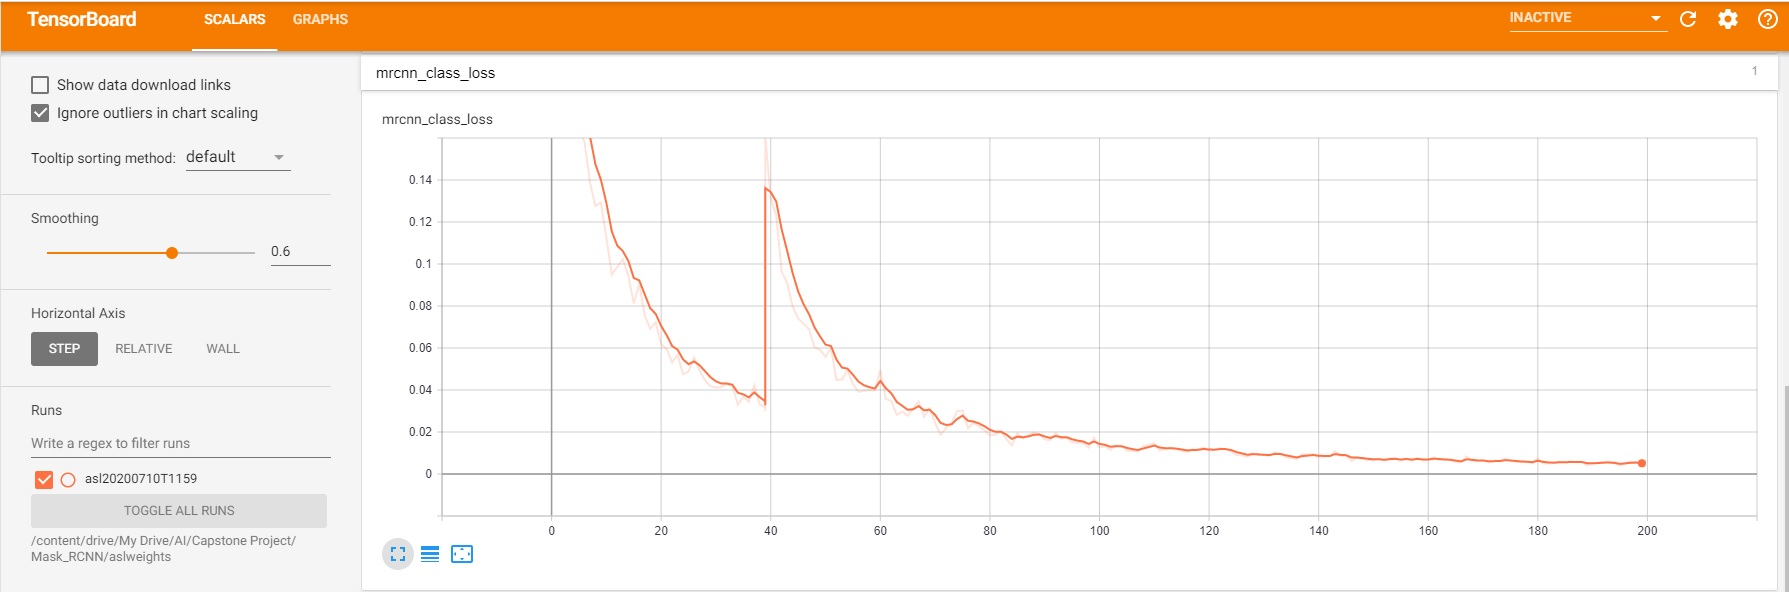 TensorBoard SCALARS GRAPHS INACTIVE
Show data download links
Ignore outliers in chart scaling
Tooltip sorting method: default
Smoothing
0.6
Horizontal Axis
STEP RELATIVE WALL
Runs
Write a regex to filter runs
asl20200710T1159
TOGGLE ALL RUNS
/content/drive/My Drive/AI/Capstone Project/
Mask_RCNN/aslweights
mrcnn_class_loss 1
mrcnn_class_loss
0.14
0.12
0.1
0.08
0.06
0.04
0.02
0
0 20 40 60 80 100 120 140 160 180 200